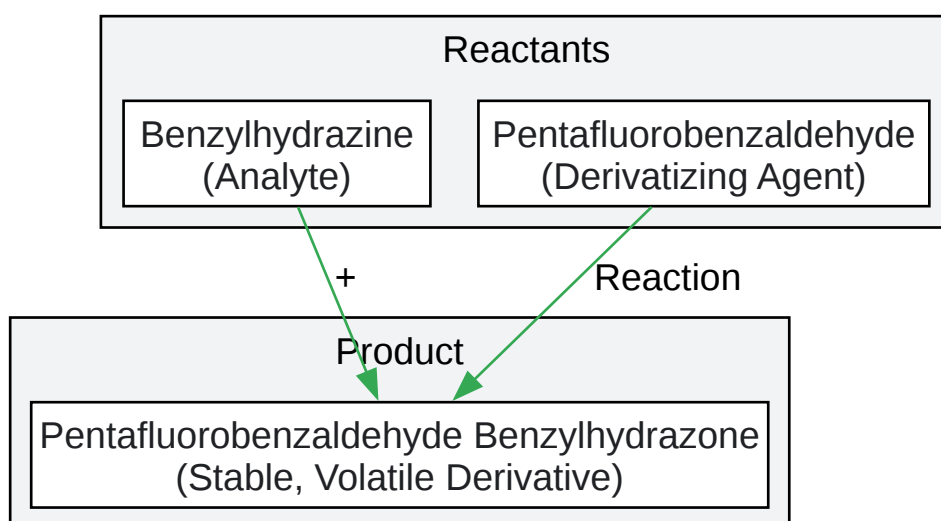 Reactants
Benzylhydrazine
(Analyte)
Pentafluorobenzaldehyde
(Derivatizing Agent)
+
Reaction
Product
Pentafluorobenzaldehyde Benzylhydrazone
(Stable, Volatile Derivative)